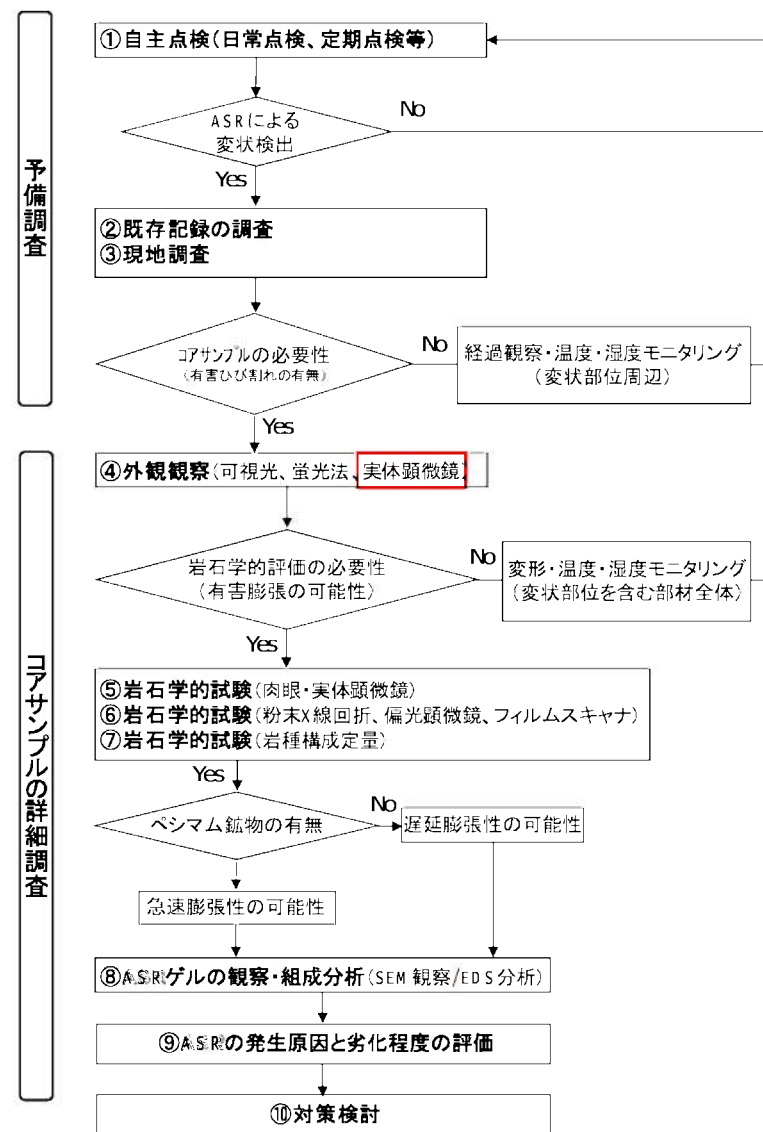 予備調査
①自主点検(日常点検、定期点検等)
ASRによる
変状検出
No
Yes
②既存記録の調査
③現地調査
コアサンプルの必要性
(有害ひび割れの有無)
No
経過観察・温度・湿度モニタリング
(変状部位周辺)
Yes
コアサンプルの詳細調査
④外観観察(可視光、蛍光法、実体顕微鏡)
岩石学的評価の必要性
(有害膨張の可能性)
No
変形・温度・湿度モニタリング
(変状部位を含む部材全体)
Yes
⑤岩石学的試験(肉眼・実体顕微鏡)
⑥岩石学的試験(粉末X線回折、偏光顕微鏡、フィルムスキャナ)
⑦岩石学的試験(岩種構成定量)
Yes
ペシマム鉱物の有無
No
遅延膨張性の可能性
急速膨張性の可能性
⑧ASRゲルの観察・組成分析(SEM観察/EDS分析)
⑨ASRの発生原因と劣化程度の評価
⑩対策検討